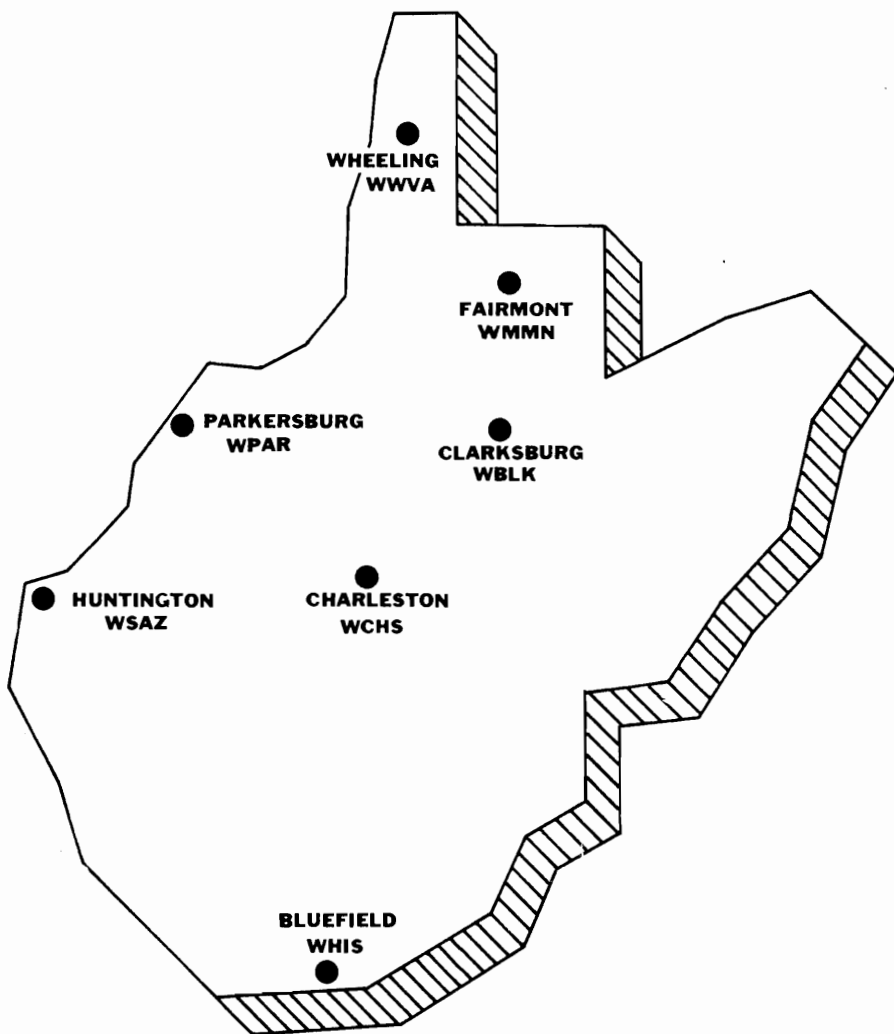 WHEELING
WWVA
FAIRMONT
WMMN
PARKERSBURG
WPAR
CLARKSBURG
WBLK
HUNTINGTON
WSAZ
CHARLESTON
WCHS
BLUEFIELD
WHIS